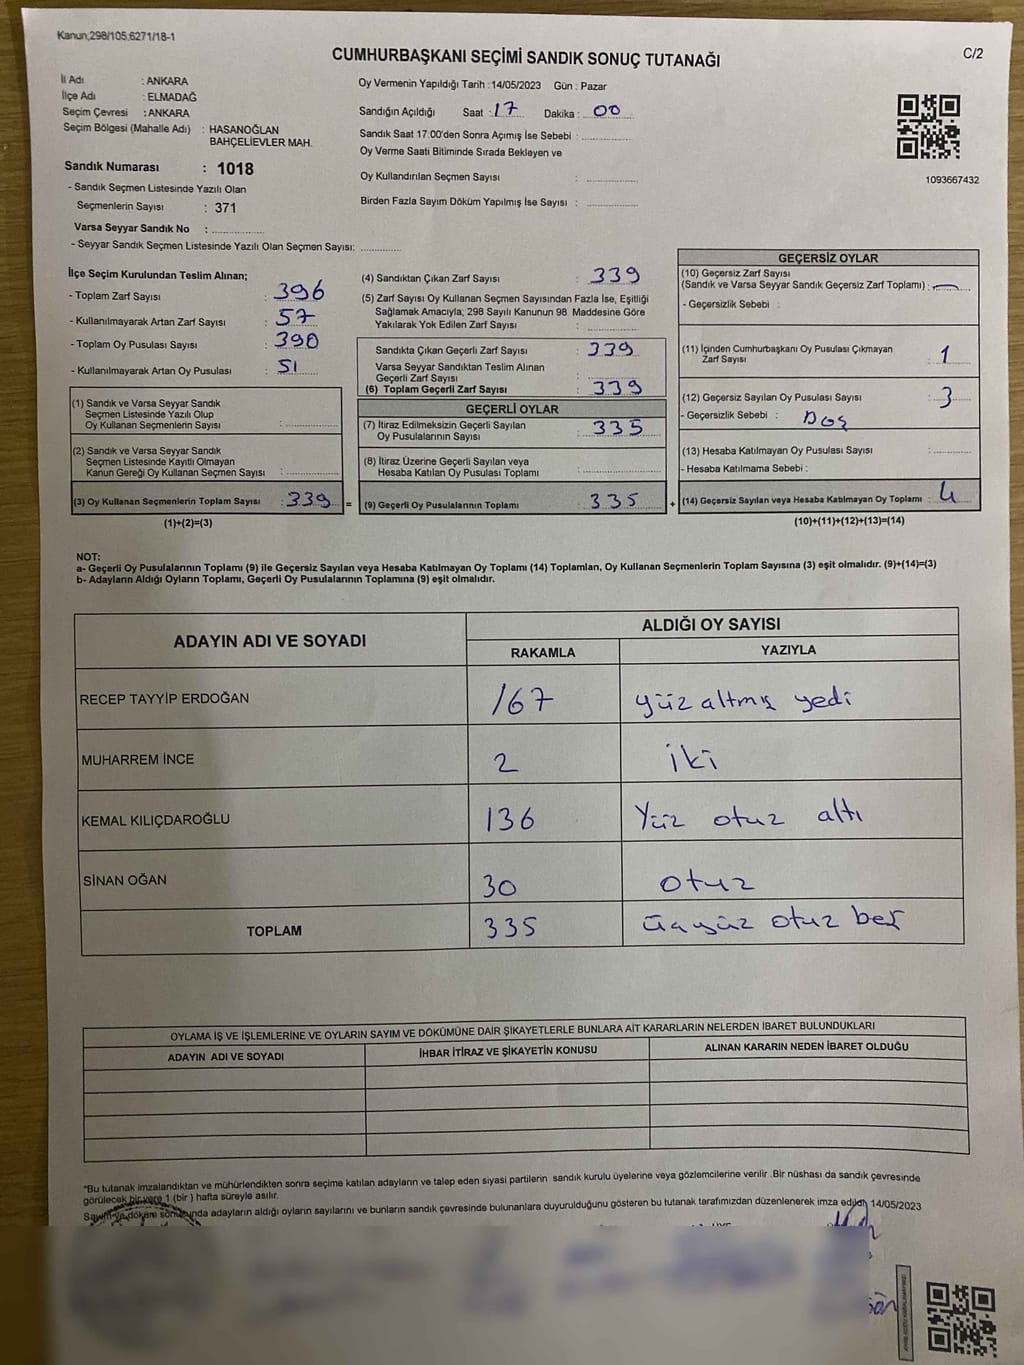 Kanun,298/105,6271/18-1
CUMHURBAŞKANI SEÇİMİ SANDIK SONUÇ TUTANAĞI
C/2
İl Adı : ANKARA
İlçe Adı : ELMADAĞ
Seçim Çevresi : ANKARA
Seçim Bölgesi (Mahalle Adı) : HASANOĞLAN
BAHÇELİEVLER MAH.
Sandık Numarası : 1018
- Sandık Seçmen Listesinde Yazılı Olan
Seçmenlerin Sayısı : 371
Varsa Seyyar Sandık No :
- Seyyar Sandık Seçmen Listesinde Yazılı Olan Seçmen Sayısı:
Oy Vermenin Yapıldığı Tarih : 14/05/2023 Gün : Pazar
Sandığın Açıldığı Saat : 17 Dakika : 00
Sandık Saat 17:00'den Sonra Açımış İse Sebebi :
Oy Verme Saati Bitiminde Sırada Bekleyen ve
Oy Kullandırılan Seçmen Sayısı :
Birden Fazla Sayım Döküm Yapılmış İse Sayısı :
1093667432
İlçe Seçim Kurulundan Teslim Alınan;
- Toplam Zarf Sayısı : 396
- Kullanılmayarak Artan Zarf Sayısı : 57
- Toplam Oy Pusulası Sayısı : 390
- Kullanılmayarak Artan Oy Pusulası : 51
(1) Sandık ve Varsa Seyyar Sandık
Seçmen Listesinde Yazılı Olup
Oy Kullanan Seçmenlerin Sayısı :
(2) Sandık ve Varsa Seyyar Sandık
Seçmen Listesinde Kayıtlı Olmayan
Kanun Gereği Oy Kullanan Seçmen Sayısı :
(3) Oy Kullanan Seçmenlerin Toplam Sayısı : 339 =
(1)+(2)=(3)
(4) Sandıktan Çıkan Zarf Sayısı : 339
(5) Zarf Sayısı Oy Kullanan Seçmen Sayısından Fazla İse, Eşitliği
Sağlamak Amacıyla; 298 Sayılı Kanunun 98. Maddesine Göre
Yakılarak Yok Edilen Zarf Sayısı :
Sandıkta Çıkan Geçerli Zarf Sayısı : 339
Varsa Seyyar Sandıktan Teslim Alınan
Geçerli Zarf Sayısı :
(6) Toplam Geçerli Zarf Sayısı : 339
GEÇERLİ OYLAR
(7) İtiraz Edilmeksizin Geçerli Sayılan
Oy Pusulalarının Sayısı : 335
(8) İtiraz Üzerine Geçerli Sayılan veya
Hesaba Katılan Oy Pusulası Toplamı :
(9) Geçerli Oy Pusulalarının Toplamı : 335 +
GEÇERSİZ OYLAR
(10) Geçersiz Zarf Sayısı
(Sandık ve Varsa Seyyar Sandık Geçersiz Zarf Toplamı) : —
- Geçersizlik Sebebi :
(11) İçinden Cumhurbaşkanı Oy Pusulası Çıkmayan
Zarf Sayısı : 1
(12) Geçersiz Sayılan Oy Pusulası Sayısı : 3
- Geçersizlik Sebebi : Boş
(13) Hesaba Katılmayan Oy Pusulası Sayısı :
- Hesaba Katılmama Sebebi :
(14) Geçersiz Sayılan veya Hesaba Katılmayan Oy Toplamı : 4
(10)+(11)+(12)+(13)=(14)
NOT:
a- Geçerli Oy Pusulalarının Toplamı (9) ile Geçersiz Sayılan veya Hesaba Katılmayan Oy Toplamı (14) Toplamları, Oy Kullanan Seçmenlerin Toplam Sayısına (3) eşit olmalıdır. (9)+(14)=(3)
b- Adayların Aldığı Oyların Toplamı, Geçerli Oy Pusulalarının Toplamına (9) eşit olmalıdır.
ADAYIN ADI VE SOYADI
ALDIĞI OY SAYISI
RAKAMLA YAZIYLA
RECEP TAYYİP ERDOĞAN 167 yüz altmış yedi
MUHARREM İNCE 2 iki
KEMAL KILIÇDAROĞLU 136 Yüz otuz altı
SİNAN OĞAN 30 otuz
TOPLAM 335 üçyüz otuz beş
OYLAMA İŞ VE İŞLEMLERİNE VE OYLARIN SAYIM VE DÖKÜMÜNE DAİR ŞİKAYETLERLE BUNLARA AİT KARARLARIN NELERDEN İBARET BULUNDUKLARI
ADAYIN ADI VE SOYADI İHBAR İTİRAZ VE ŞİKAYETİN KONUSU ALINAN KARARIN NEDEN İBARET OLDUĞU
*Bu tutanak imzalandıktan ve mühürlendikten sonra seçime katılan adayların ve talep eden siyasi partilerin sandık kurulu üyelerine veya gözlemcilerine verilir .Bir nüshası da sandık çevresinde
görülecek bir yere 1 (bir ) hafta süreyle asılır.
Sayım ve döküm sonucunda adayların aldığı oyların sayılarını ve bunların sandık çevresinde bulunanlara duyurulduğunu gösteren bu tutanak tarafımızdan düzenlenerek imza edildi. 14/05/2023